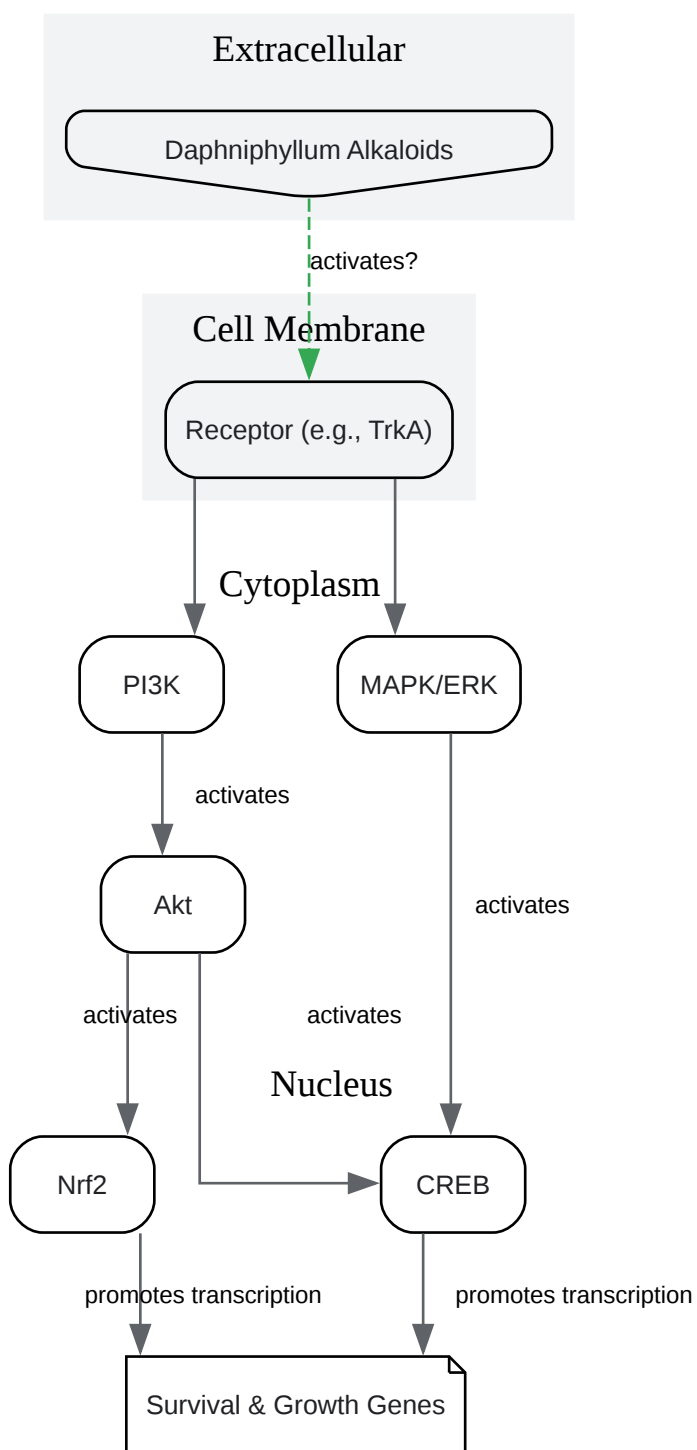 Extracellular
Daphniphyllum Alkaloids
activates?
Cell Membrane
Receptor (e.g., TrkA)
Cytoplasm
PI3K
MAPK/ERK
activates
Akt
activates
activates
activates
Nucleus
Nrf2
CREB
promotes transcription
promotes transcription
Survival & Growth Genes